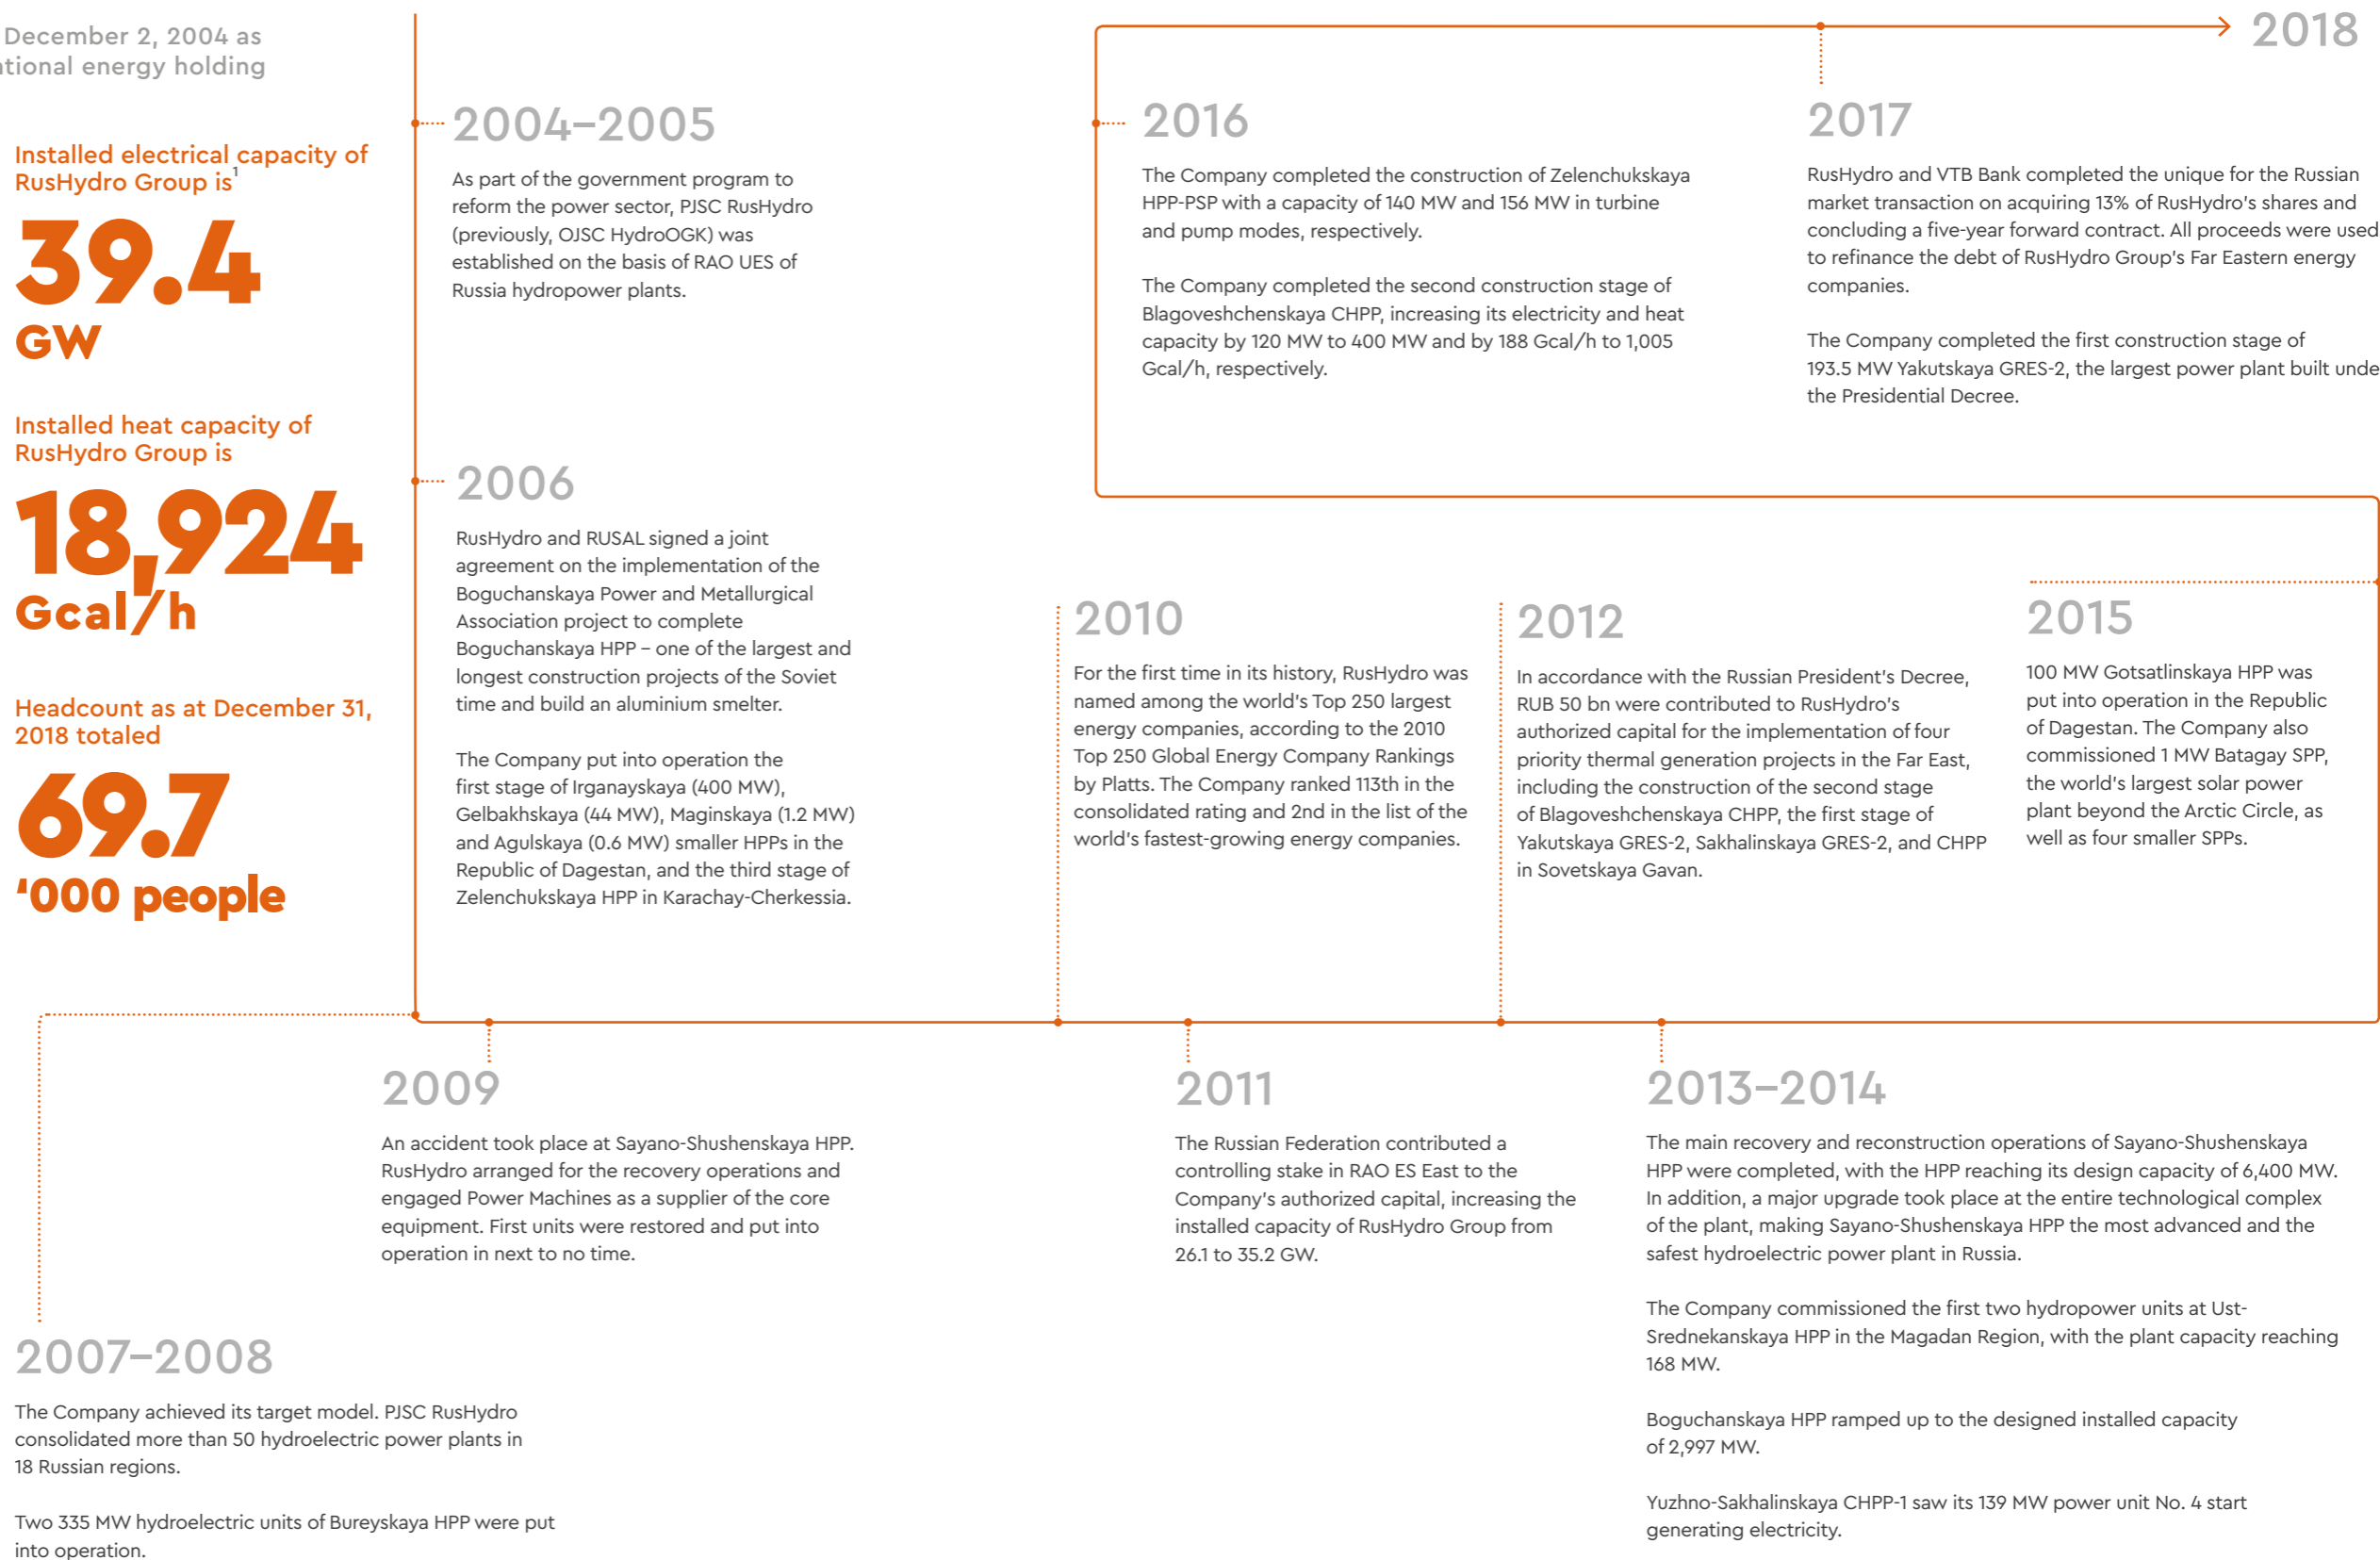 December 2, 2004 as
energy holding
Installed electrical capacity of
RusHydro Group is¹
39.4
GW
Installed heat capacity of
RusHydro Group is
18,924
Gcal/h
Headcount as at December 31,
2018 totaled
69.7
‘000 people
2004–2005
As part of the government program to
reform the power sector, PJSC RusHydro
(previously, OJSC HydroOGK) was
established on the basis of RAO UES of
Russia hydropower plants.
2006
RusHydro and RUSAL signed a joint
agreement on the implementation of the
Boguchanskaya Power and Metallurgical
Association project to complete
Boguchanskaya HPP – one of the largest and
longest construction projects of the Soviet
time and build an aluminium smelter.
The Company put into operation the
first stage of Irganayskaya (400 MW),
Gelbakhskaya (44 MW), Maginskaya (1.2 MW)
and Agulskaya (0.6 MW) smaller HPPs in the
Republic of Dagestan, and the third stage of
Zelenchukskaya HPP in Karachay-Cherkessia.
2007–2008
The Company achieved its target model. PJSC RusHydro
consolidated more than 50 hydroelectric power plants in
18 Russian regions.
Two 335 MW hydroelectric units of Bureyskaya HPP were put
into operation.
2009
An accident took place at Sayano-Shushenskaya HPP.
RusHydro arranged for the recovery operations and
engaged Power Machines as a supplier of the core
equipment. First units were restored and put into
operation in next to no time.
2010
For the first time in its history, RusHydro was
named among the world's Top 250 largest
energy companies, according to the 2010
Top 250 Global Energy Company Rankings
by Platts. The Company ranked 113th in the
consolidated rating and 2nd in the list of the
world's fastest-growing energy companies.
2011
The Russian Federation contributed a
controlling stake in RAO ES East to the
Company's authorized capital, increasing the
installed capacity of RusHydro Group from
26.1 to 35.2 GW.
2012
In accordance with the Russian President's Decree,
RUB 50 bn were contributed to RusHydro's
authorized capital for the implementation of four
priority thermal generation projects in the Far East,
including the construction of the second stage
of Blagoveshchenskaya CHPP, the first stage of
Yakutskaya GRES-2, Sakhalinskaya GRES-2, and CHPP
in Sovetskaya Gavan.
2013–2014
The main recovery and reconstruction operations of Sayano-Shushenskaya
HPP were completed, with the HPP reaching its design capacity of 6,400 MW.
In addition, a major upgrade took place at the entire technological complex
of the plant, making Sayano-Shushenskaya HPP the most advanced and the
safest hydroelectric power plant in Russia.
The Company commissioned the first two hydropower units at Ust-
Srednekanskaya HPP in the Magadan Region, with the plant capacity reaching
168 MW.
Boguchanskaya HPP ramped up to the designed installed capacity
of 2,997 MW.
Yuzhno-Sakhalinskaya CHPP-1 saw its 139 MW power unit No. 4 start
generating electricity.
2015
100 MW Gotsatlinskaya HPP was
put into operation in the Republic
of Dagestan. The Company also
commissioned 1 MW Batagay SPP,
the world's largest solar power
plant beyond the Arctic Circle, as
well as four smaller SPPs.
2016
The Company completed the construction of Zelenchukskaya
HPP-PSP with a capacity of 140 MW and 156 MW in turbine
and pump modes, respectively.
The Company completed the second construction stage of
Blagoveshchenskaya CHPP, increasing its electricity and heat
capacity by 120 MW to 400 MW and by 188 Gcal/h to 1,005
Gcal/h, respectively.
2017
RusHydro and VTB Bank completed the unique for the Russian
market transaction on acquiring 13% of RusHydro's shares and
concluding a five-year forward contract. All proceeds were used
to refinance the debt of RusHydro Group's Far Eastern energy
companies.
The Company completed the first construction stage of
193.5 MW Yakutskaya GRES-2, the largest power plant built
the Presidential Decree.
2018